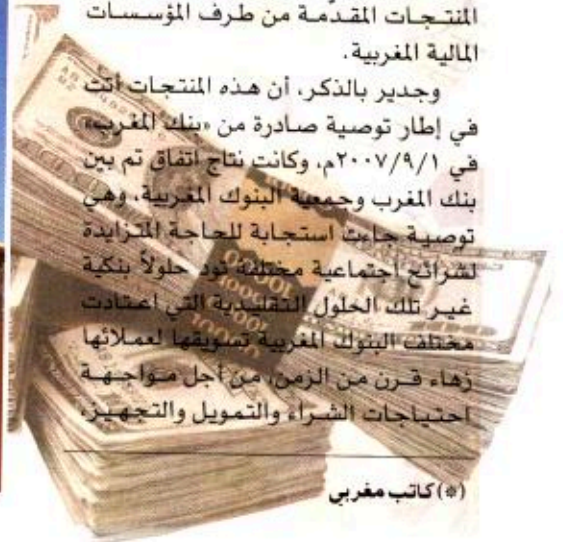 المنتجات المقدّمة من طرف المؤسسات
المالية المغربية.
وجدير بالذكر، أن هذه المنتجات أتت
في إطار توصية صادرة من «بنك المغرب»
في ٢٠٠٧/٩/١م، وكانت نتاج اتفاق تم بين
بنك المغرب وجمعية البنوك المغربية، وهي
توصية جاءت استجابة للحاجة المتزايدة
لشرائح اجتماعية مختلفة تود حلولاً بنكية
غير تلك الحلول التقليدية التي اعتادت
مختلف البنوك المغربية تسويقها لعملائها
زهاء قرن من الزمن، من أجل مواجهة
احتياجات الشراء والتمويل والتجهيز،
(*) كاتب مغربي
10000